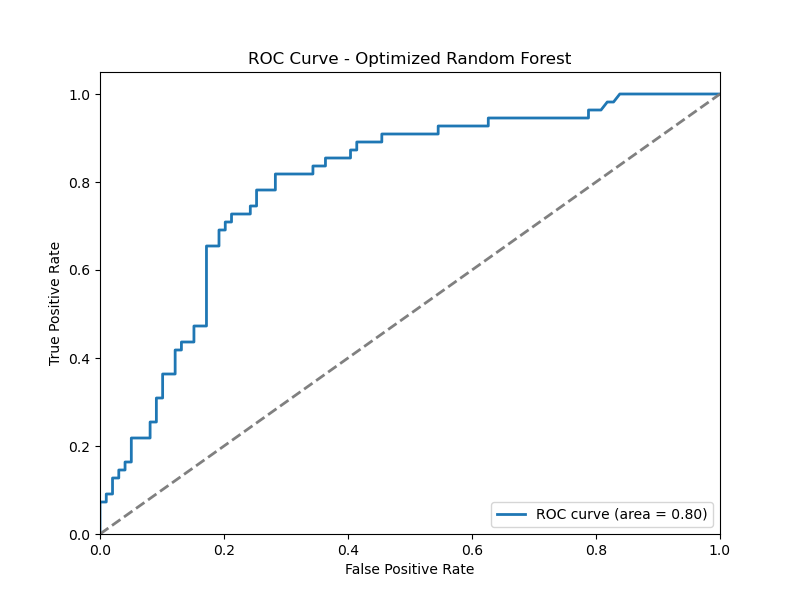 ROC Curve - Optimized Random Forest
True Positive Rate
1.0
0.8
0.6
0.4
0.2
0.0
ROC curve (area = 0.80)
0.0 0.2 0.4 0.6 0.8 1.0
False Positive Rate